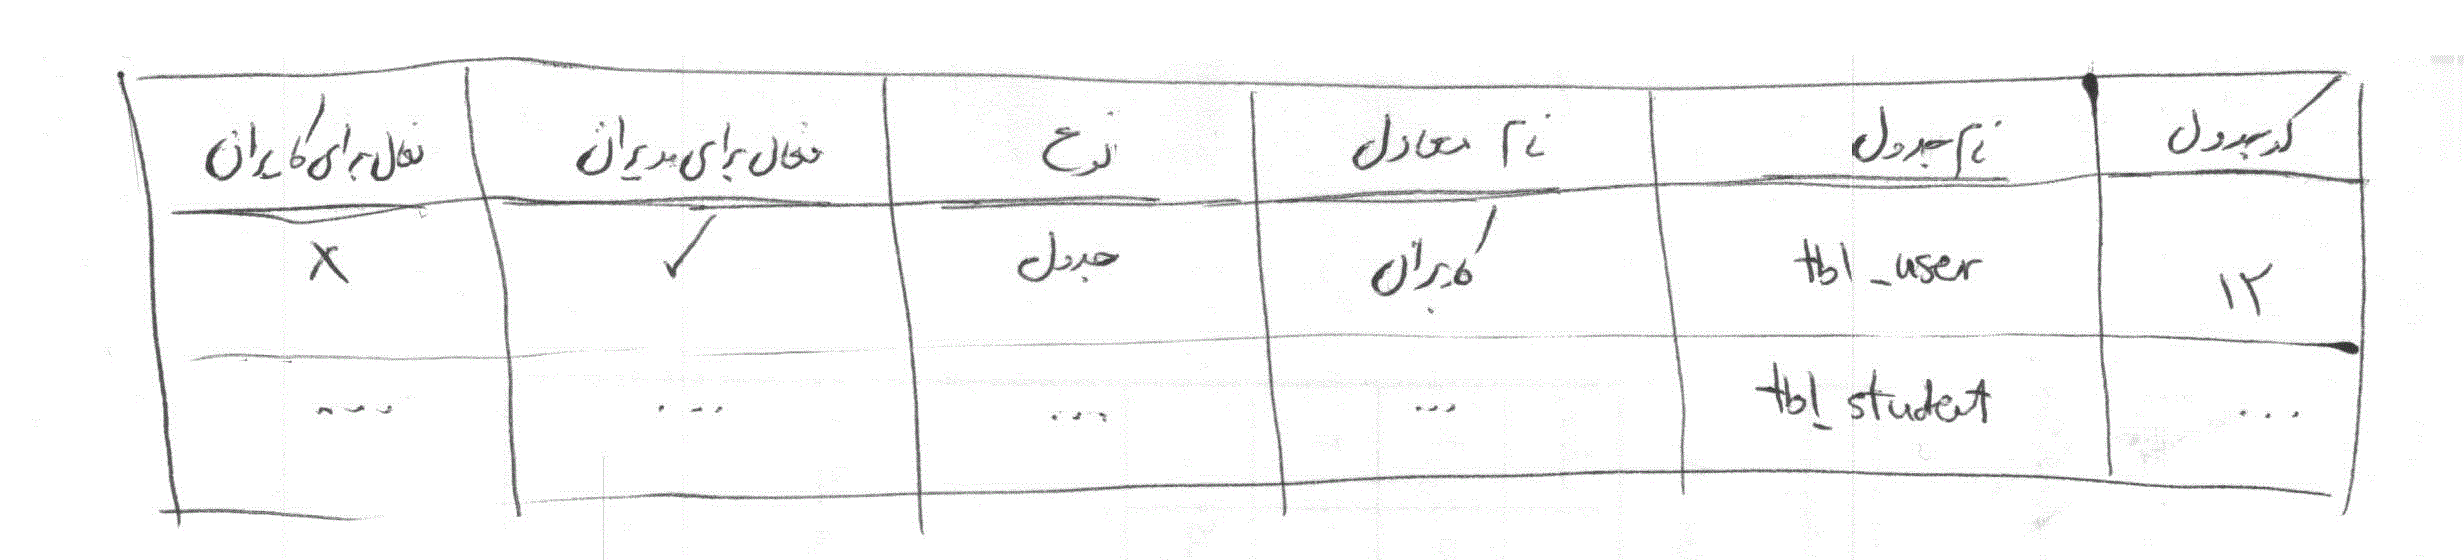 کد جدول
نام جدول
نام معادل
نوع
فعال برای مدیران
فعال برای کاربران
۱۲
tbl_user
کاربران
جدول
✓
X
...
tbl_student
...
...
...
...